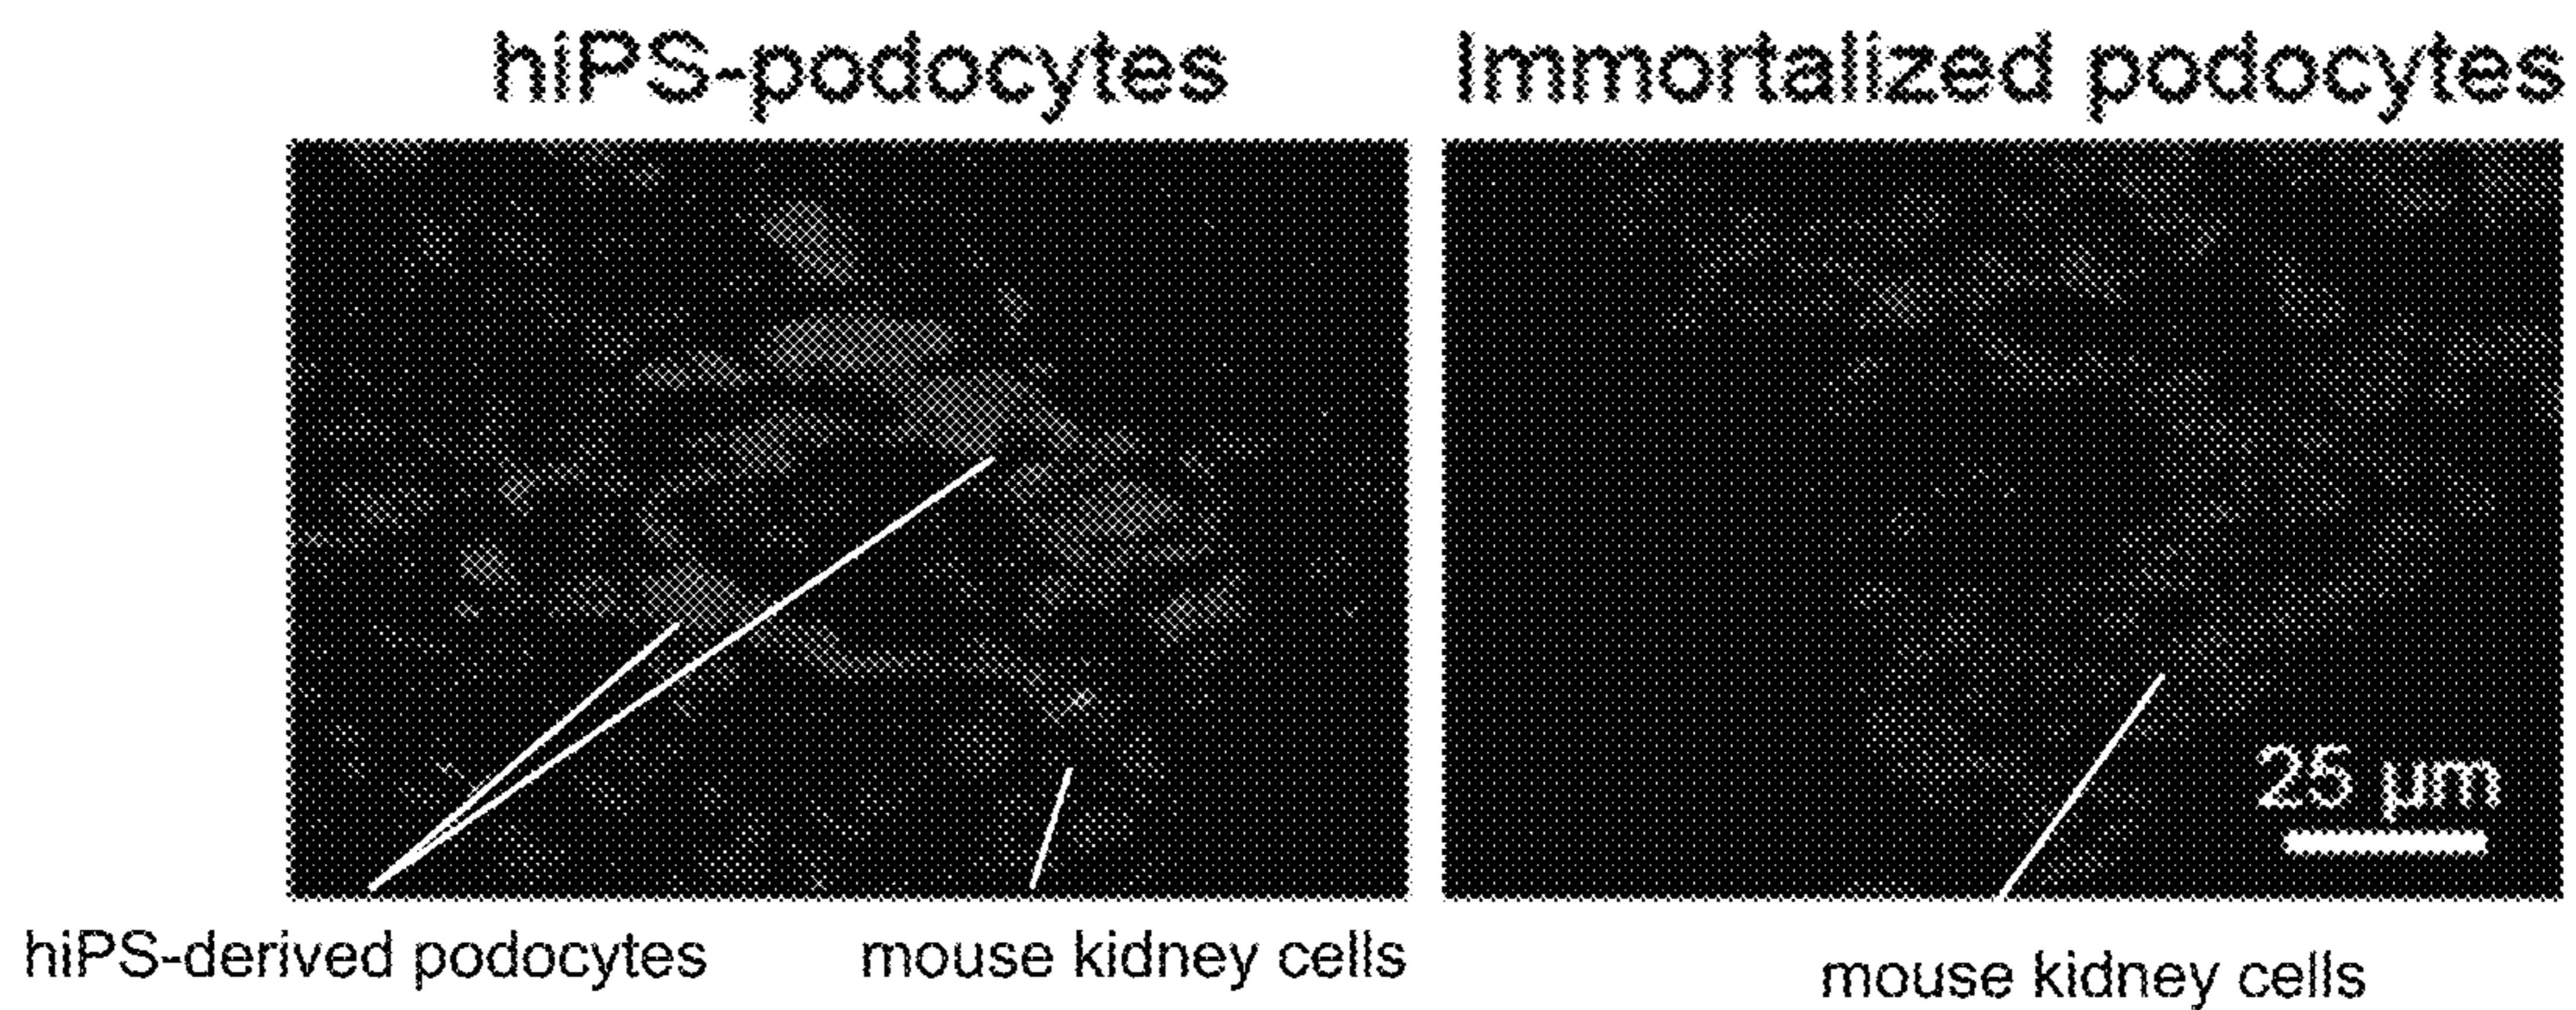 hiPS-podocytes
Immortalized podocytes
25 µm
hiPS-derived podocytes
mouse kidney cells
mouse kidney cells